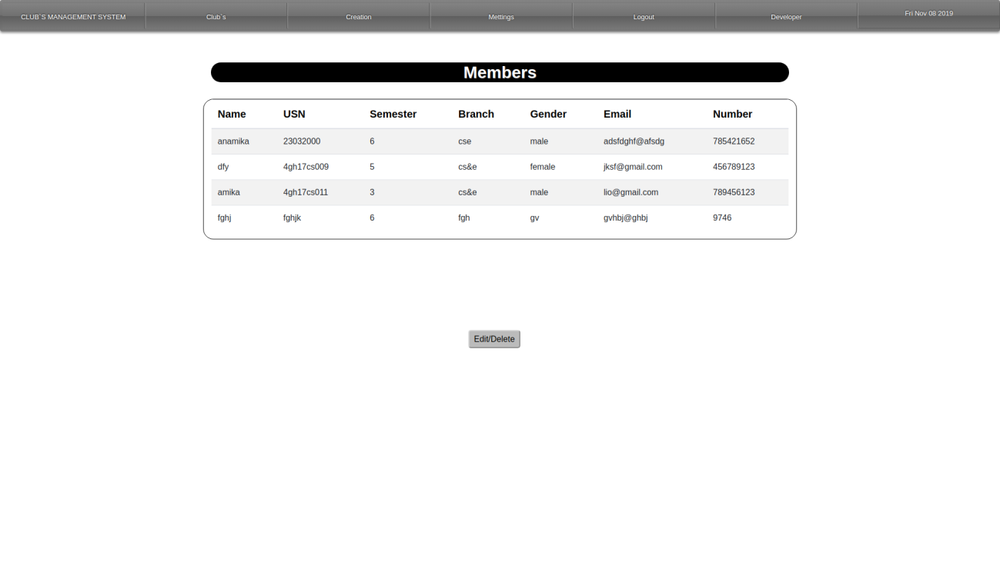 CLUB`S MANAGEMENT SYSTEM Club`s Creation Mettings Logout Developer Fri Nov 08 2019
Members
Name USN Semester Branch Gender Email Number
anamika 23032000 6 cse male adsfdghf@afsdg 785421652
dfy 4gh17cs009 5 cs&e female jksf@gmail.com 456789123
amika 4gh17cs011 3 cs&e male lio@gmail.com 789456123
fghj fghjk 6 fgh gv gvhbj@ghbj 9746
Edit/Delete